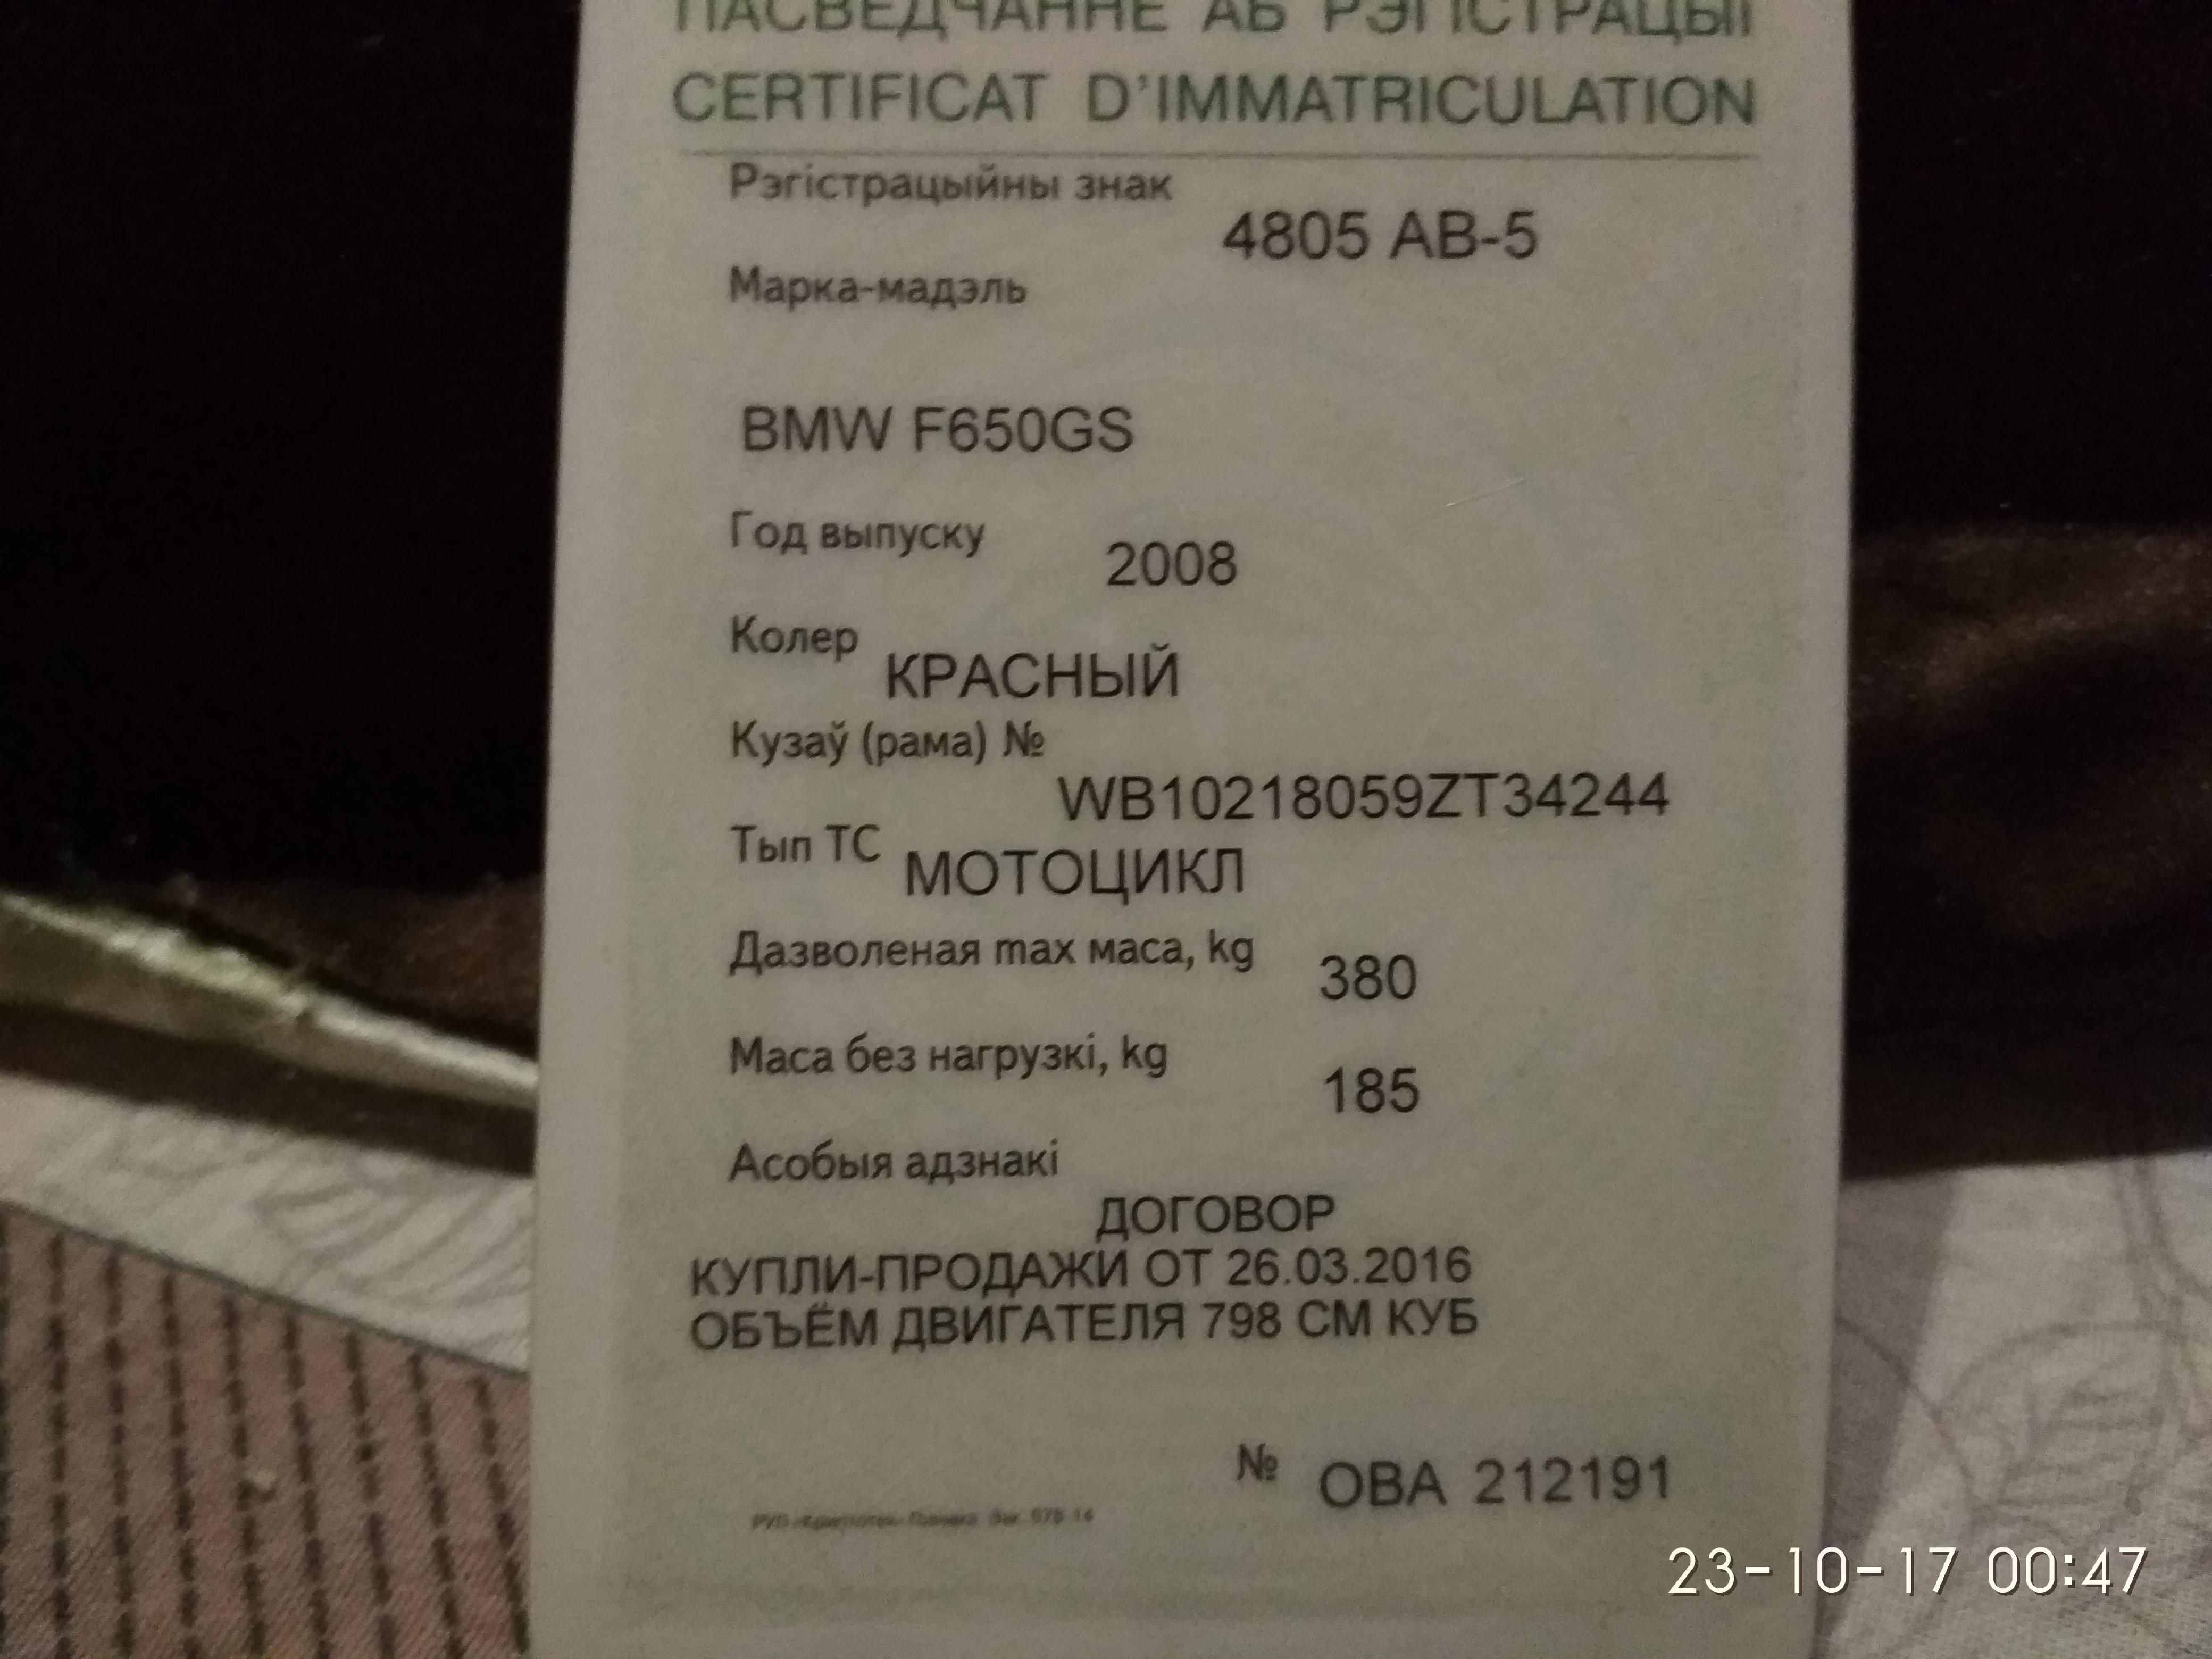 ПАСВЕДЧАННЕ АБ РЭГІСТРАЦЫІ
CERTIFICAT D'IMMATRICULATION
Рэгістрацыйны знак
4805 AB-5
Марка-мадэль
BMW F650GS
Год выпуску
2008
Колер
КРАСНЫЙ
Кузаў (рама) №
WB10218059ZT34244
Тып ТС
МОТОЦИКЛ
Дазволеная max маса, kg
380
Маса без нагрузкі, kg
185
Асобыя адзнакі
ДОГОВОР
КУПЛИ-ПРОДАЖИ ОТ 26.03.2016
ОБЪЁМ ДВИГАТЕЛЯ 798 СМ КУБ
№ ОВА 212191
23-10-17 00:47